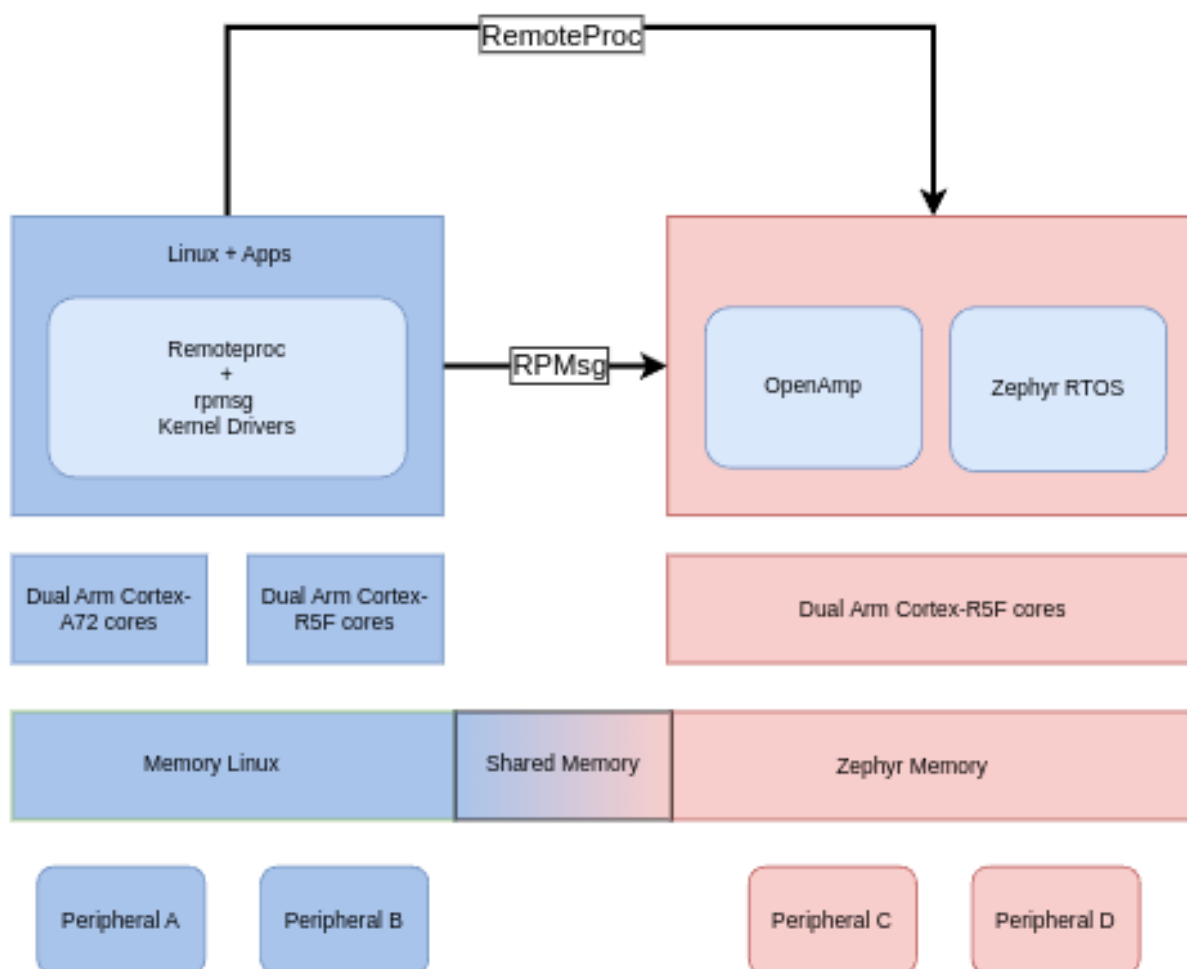 RemoteProc
Linux + Apps
Remoteproc
+
rpmsg
Kernel Drivers
RPMsg
OpenAmp
Zephyr RTOS
Dual Arm Cortex-
A72 cores
Dual Arm Cortex-
R5F cores
Dual Arm Cortex-R5F cores
Memory Linux
Shared Memory
Zephyr Memory
Peripheral A
Peripheral B
Peripheral C
Peripheral D